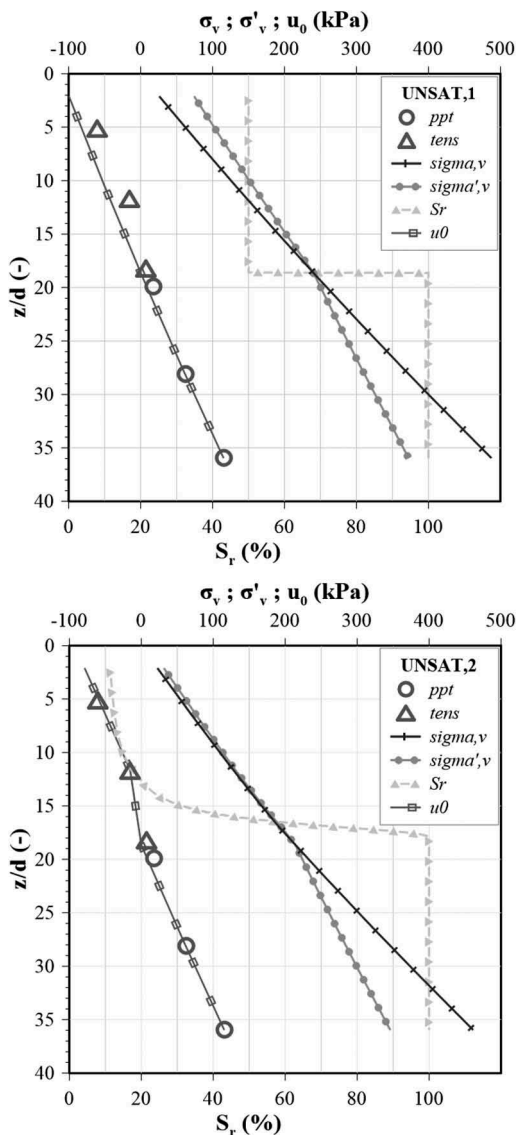 σv ; σ'v ; u0 (kPa)
-100 0 100 200 300 400 500
0
5
10
15
20
25
30
35
40
z/d (-)
UNSAT,1
ppt
tens
sigma,v
sigma',v
Sr
u0
0 20 40 60 80 100
Sr (%)
σv ; σ'v ; u0 (kPa)
-100 0 100 200 300 400 500
0
5
10
15
20
25
30
35
40
z/d (-)
UNSAT,2
ppt
tens
sigma,v
sigma',v
Sr
u0
0 20 40 60 80 100
Sr (%)